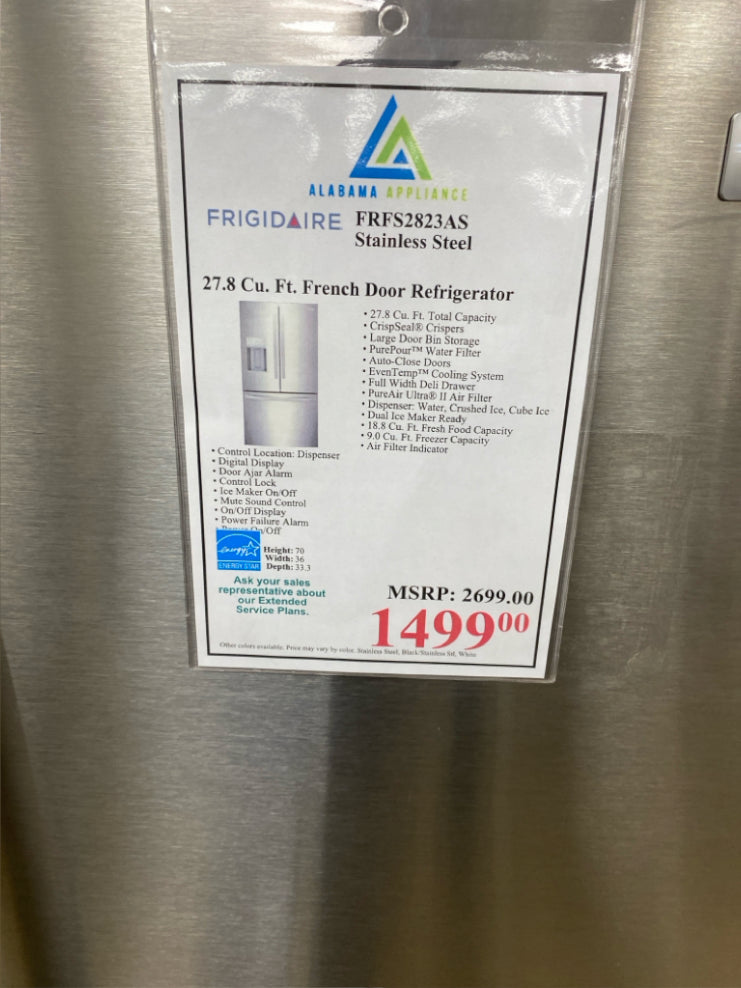 ALABAMA APPLIANCE
FRIGIDAIRE FRFS2823AS
Stainless Steel
27.8 Cu. Ft. French Door Refrigerator
• 27.8 Cu. Ft. Total Capacity
• CrispSeal® Crispers
• Large Door Bin Storage
• PurePour™ Water Filter
• Auto-Close Doors
• EvenTemp™ Cooling System
• Full Width Deli Drawer
• PureAir Ultra® II Air Filter
• Dispenser: Water, Crushed Ice, Cube Ice
• Dual Ice Maker Ready
• 18.8 Cu. Ft. Fresh Food Capacity
• 9.0 Cu. Ft. Freezer Capacity
• Air Filter Indicator
• Control Location: Dispenser
• Digital Display
• Door Ajar Alarm
• Control Lock
• Ice Maker On/Off
• Mute Sound Control
• On/Off Display
• Power Failure Alarm
On/Off
energy
ENERGY STAR
Height: 70
Width: 36
Depth: 33.3
Ask your sales
representative about
our Extended
Service Plans.
MSRP: 2699.00
1499 00
Other colors available. Price may vary by color. Stainless Steel, Black Stainless Stl, White